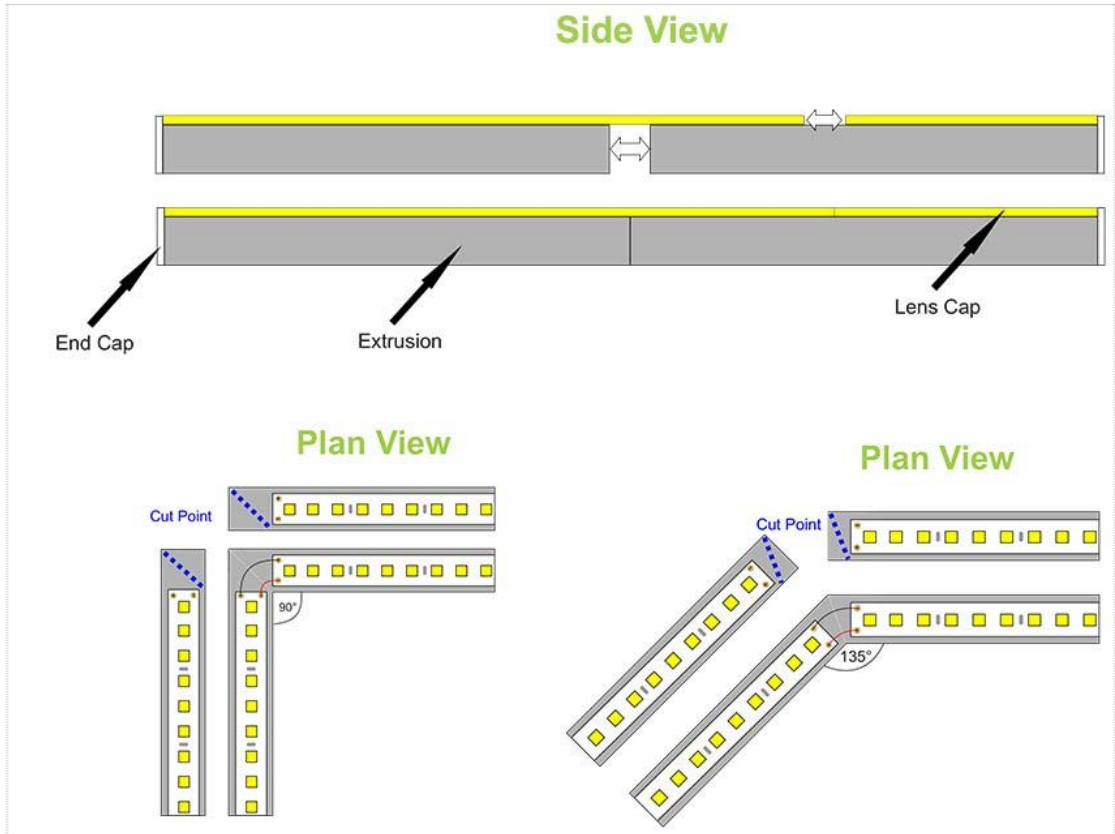 Side View
End Cap
Extrusion
Lens Cap
Plan View
Cut Point
90°
Plan View
Cut Point
135°